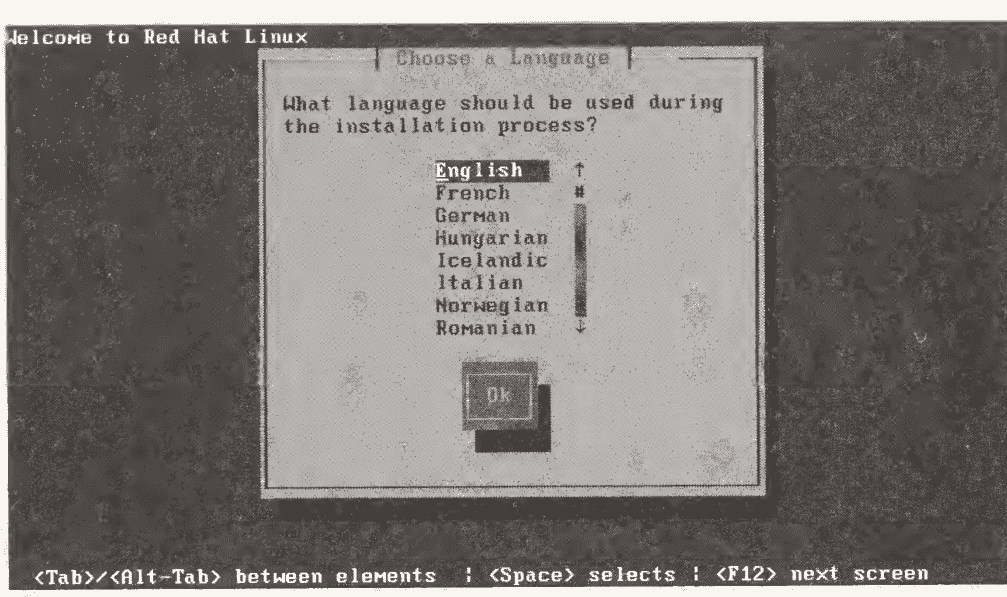 Welcome to Red Hat Linux
Choose a Language
What language should be used during
the installation process?
English ↑
French #
German
Hungarian
Icelandic
Italian
Norwegian
Romanian ↓
Ok
<Tab>/<Alt-Tab> between elements ¦ <Space> selects ¦ <F12> next screen